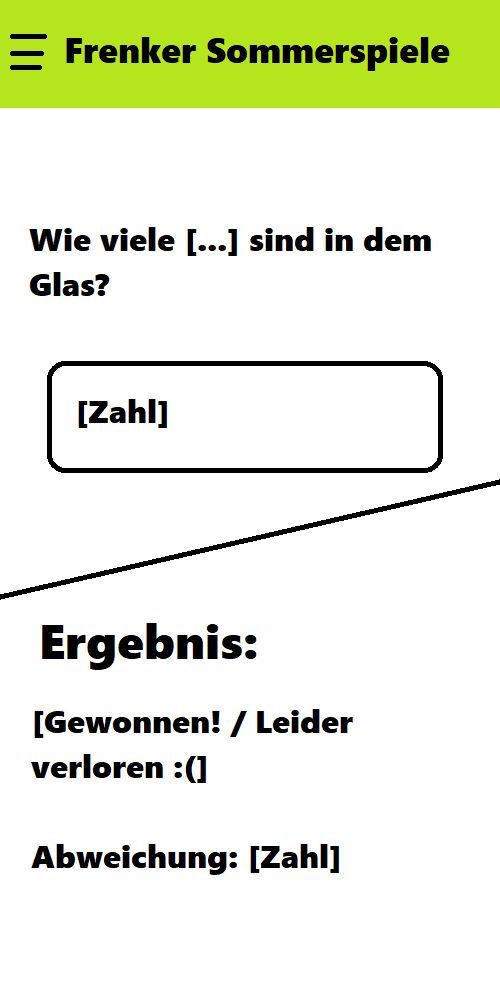 Frenker Sommerspiele
Wie viele [...] sind in dem
Glas?
[Zahl]
Ergebnis:
[Gewonnen! / Leider
verloren :(]
Abweichung: [Zahl]